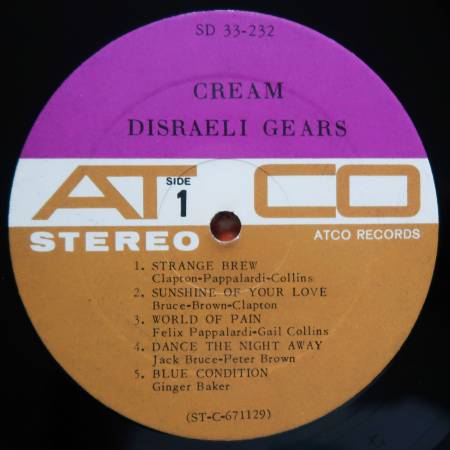 SD 33-232
CREAM
DISRAELI GEARS
ATCO
SIDE
1
STEREO
ATCO RECORDS
1. STRANGE BREW
Clapton-Pappalardi-Collins
2. SUNSHINE OF YOUR LOVE
Bruce-Brown-Clapton
3. WORLD OF PAIN
Felix Pappalardi-Gail Collins
4. DANCE THE NIGHT AWAY
Jack Bruce-Peter Brown
5. BLUE CONDITION
Ginger Baker
(ST-C-671129)